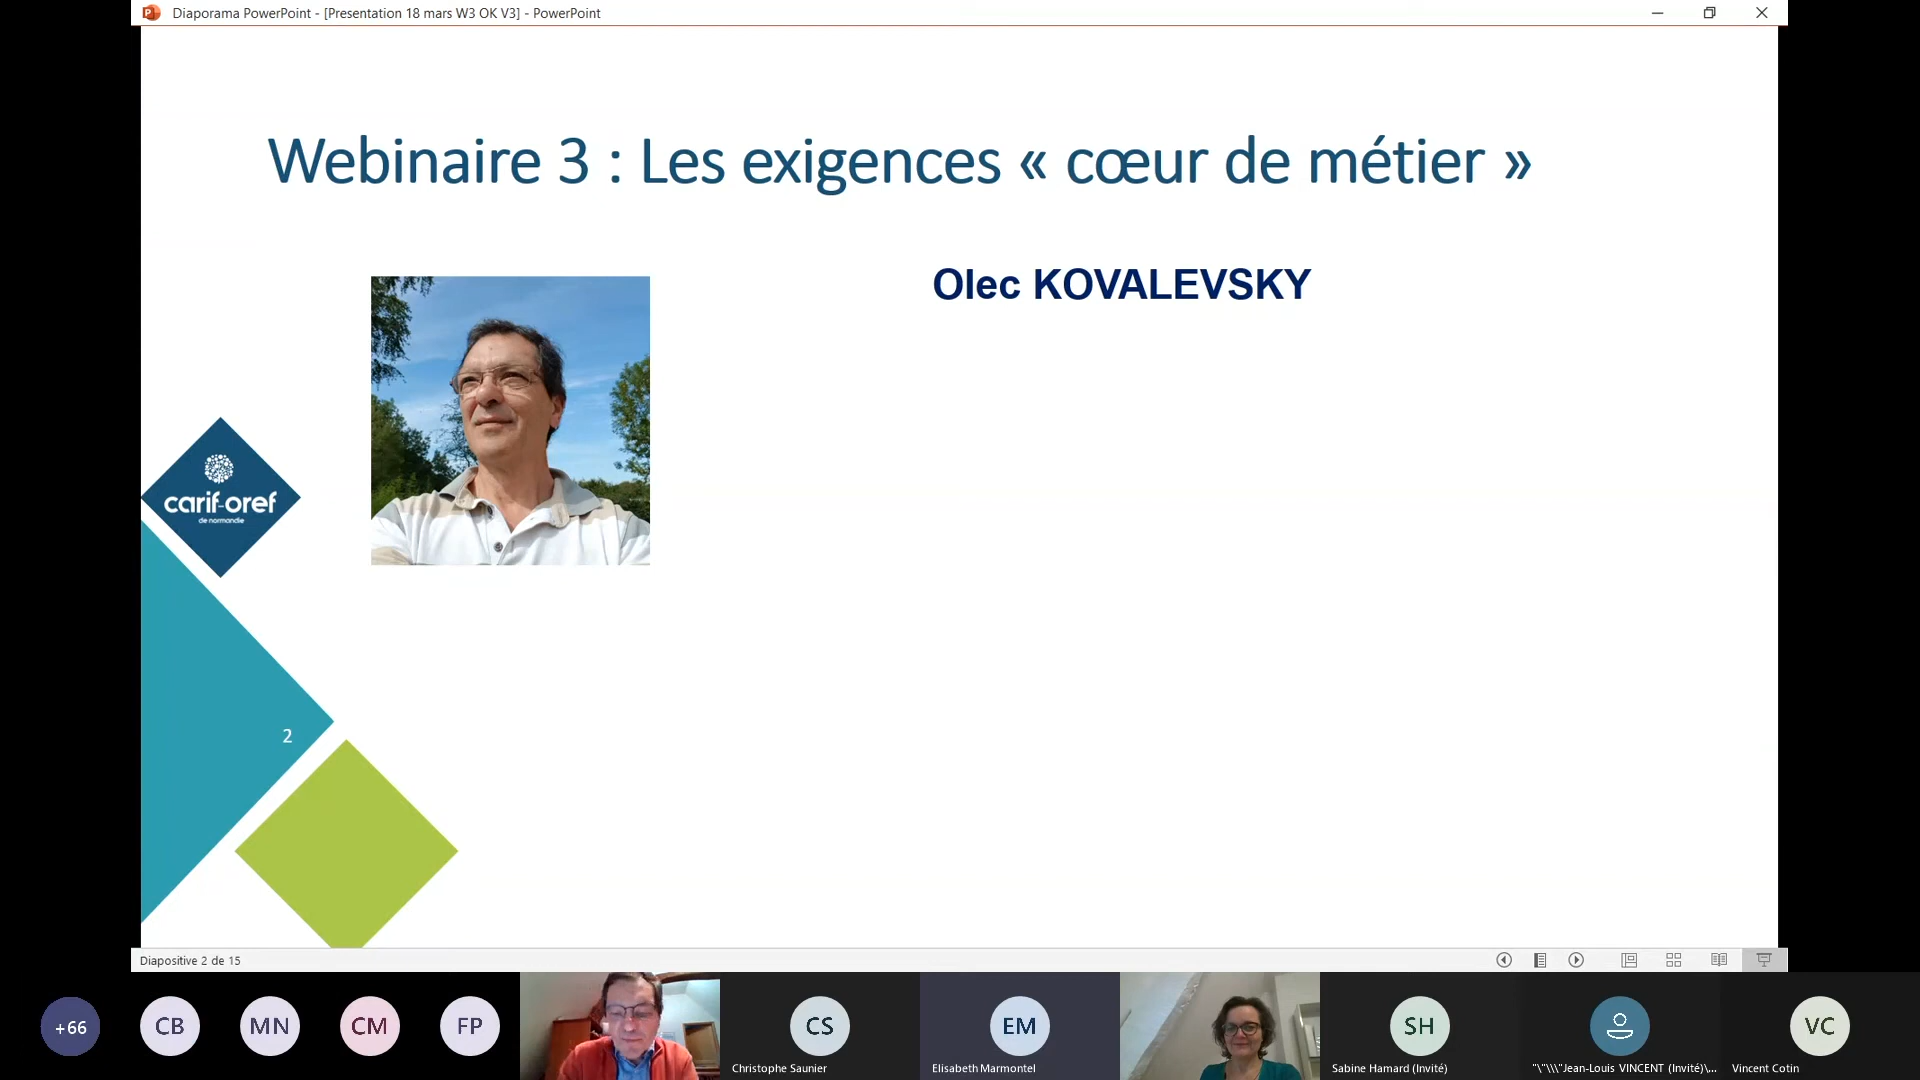 Diaporama PowerPoint - [Presentation 18 mars W3 OK V3] - PowerPoint
Webinaire 3 : Les exigences « cœur de métier »
Olec KOVALEVSKY
carif-oref
de normandie
2
Diapositive 2 de 15
+66
CB
MN
CM
FP
CS
EM
SH
VC
Christophe Saunier
Elisabeth Marmontel
Sabine Hamard (Invité)
"\"\\\"Jean-Louis VINCENT (Invité)\...
Vincent Cotin